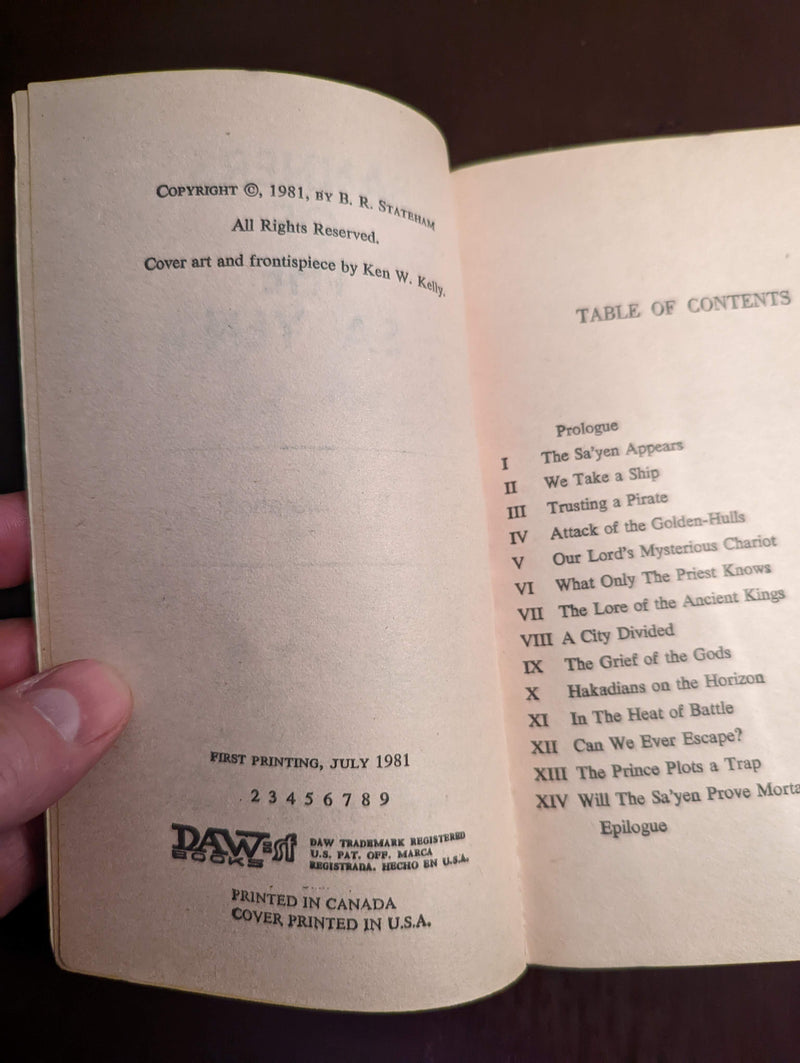 COPYRIGHT ©, 1981, BY B. R. STATEHAM
All Rights Reserved.
Cover art and frontispiece by Ken W. Kelly.
FIRST PRINTING, JULY 1981
2 3 4 5 6 7 8 9
DAW sf
BOOKS
DAW TRADEMARK REGISTERED
U.S. PAT. OFF. MARCA
REGISTRADA. HECHO EN U.S.A.
PRINTED IN CANADA
COVER PRINTED IN U.S.A.
TABLE OF CONTENTS
Prologue
I The Sa'yen Appears
II We Take a Ship
III Trusting a Pirate
IV Attack of the Golden-Hulls
V Our Lord's Mysterious Chariot
VI What Only The Priest Knows
VII The Lore of the Ancient Kings
VIII A City Divided
IX The Grief of the Gods
X Hakadians on the Horizon
XI In The Heat of Battle
XII Can We Ever Escape?
XIII The Prince Plots a Trap
XIV Will The Sa'yen Prove Morta
Epilogue